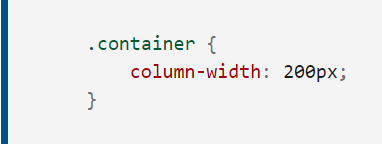 .container {
    column-width: 200px;
}